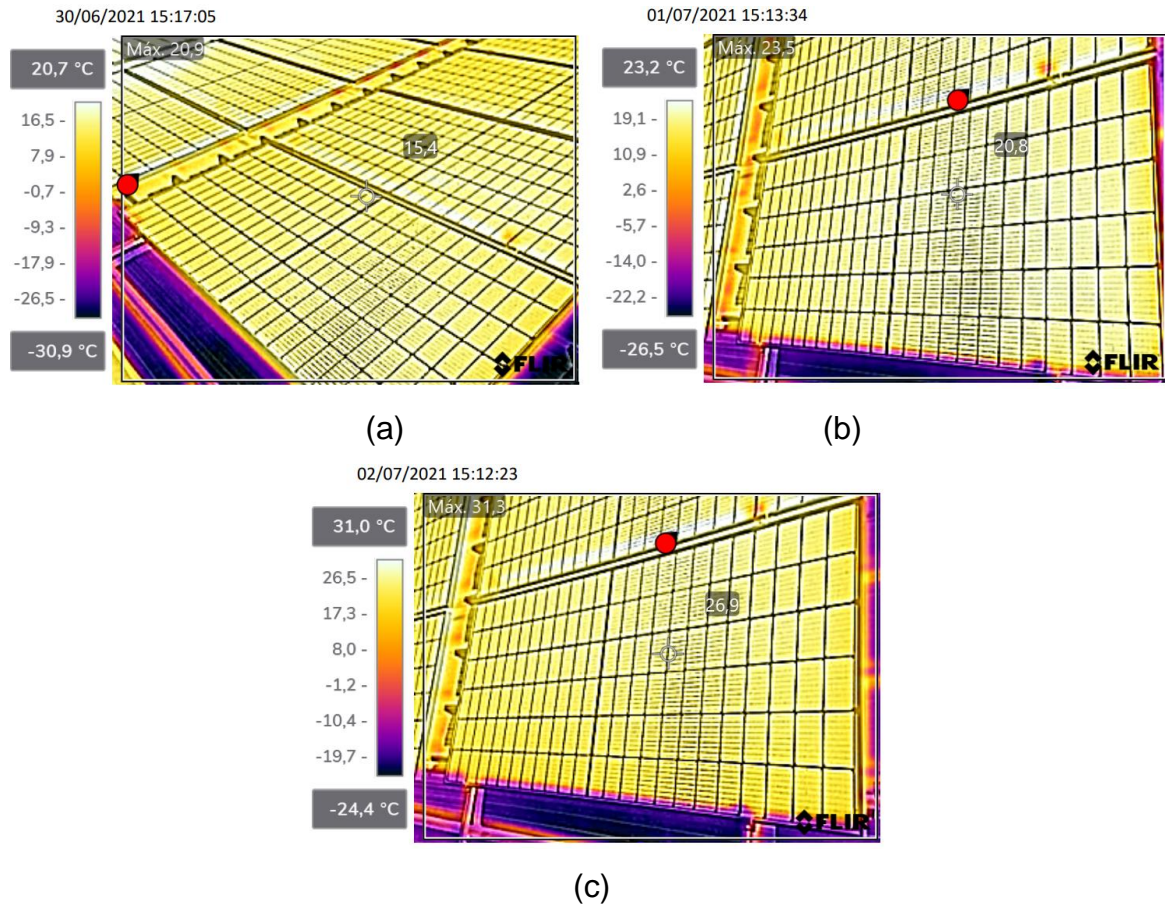 30/06/2021 15:17:05
Máx. 20,9
20,7 °C
16,5 -
7,9 -
-0,7 -
-9,3 -
-17,9 -
-26,5 -
-30,9 °C
15,4
FLIR
(a)
01/07/2021 15:13:34
Máx. 23,5
23,2 °C
19,1 -
10,9 -
2,6 -
-5,7 -
-14,0 -
-22,2 -
-26,5 °C
20,8
FLIR
(b)
02/07/2021 15:12:23
Máx. 31,3
31,0 °C
26,5 -
17,3 -
8,0 -
-1,2 -
-10,4 -
-19,7 -
-24,4 °C
26,9
FLIR
(c)